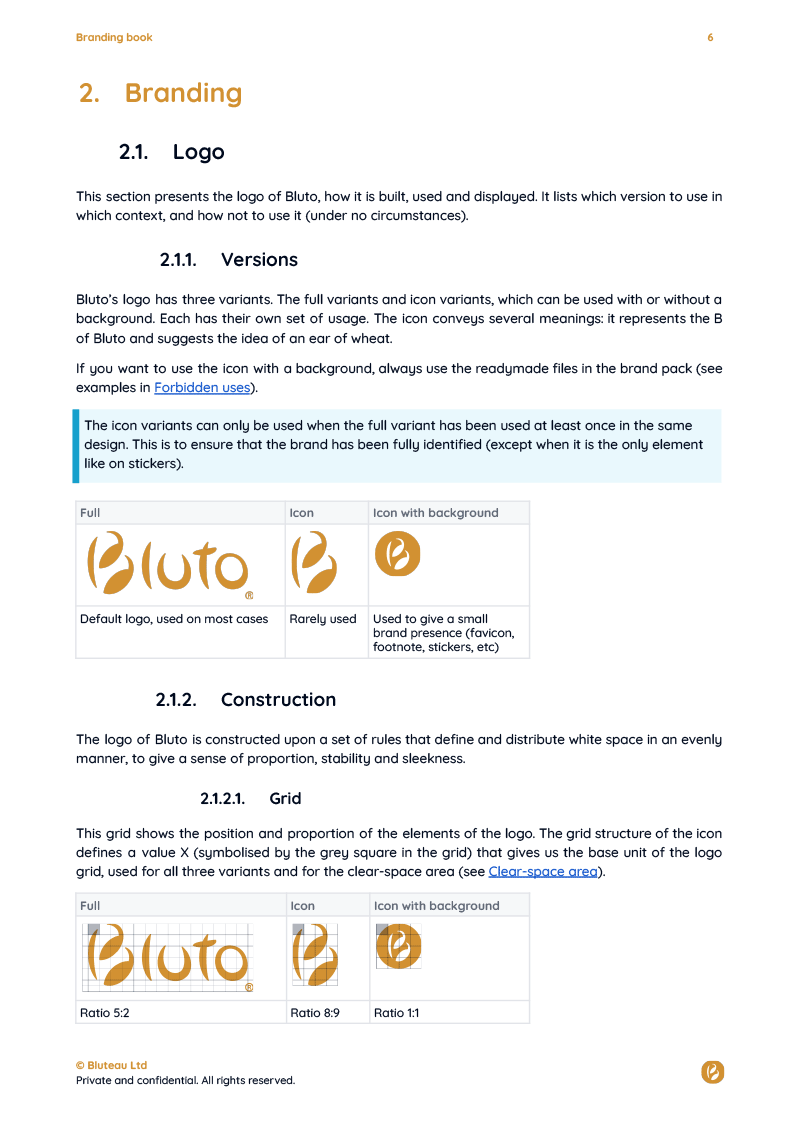 Branding book 6
2. Branding
2.1. Logo
This section presents the logo of Bluto, how it is built, used and displayed. It lists which version to use in
which context, and how not to use it (under no circumstances).
2.1.1. Versions
Bluto's logo has three variants. The full variants and icon variants, which can be used with or without a
background. Each has their own set of usage. The icon conveys several meanings: it represents the B
of Bluto and suggests the idea of an ear of wheat.
If you want to use the icon with a background, always use the readymade files in the brand pack (see
examples in Forbidden uses).
The icon variants can only be used when the full variant has been used at least once in the same
design. This is to ensure that the brand has been fully identified (except when it is the only element
like on stickers).
Full Icon Icon with background
Bluto® B B
Default logo, used on most cases Rarely used Used to give a small
brand presence (favicon,
footnote, stickers, etc)
2.1.2. Construction
The logo of Bluto is constructed upon a set of rules that define and distribute white space in an evenly
manner, to give a sense of proportion, stability and sleekness.
2.1.2.1. Grid
This grid shows the position and proportion of the elements of the logo. The grid structure of the icon
defines a value X (symbolised by the grey square in the grid) that gives us the base unit of the logo
grid, used for all three variants and for the clear-space area (see Clear-space area).
Full Icon Icon with background
Bluto® B B
Ratio 5:2 Ratio 8:9 Ratio 1:1
© Bluteau Ltd
Private and confidential. All rights reserved. B